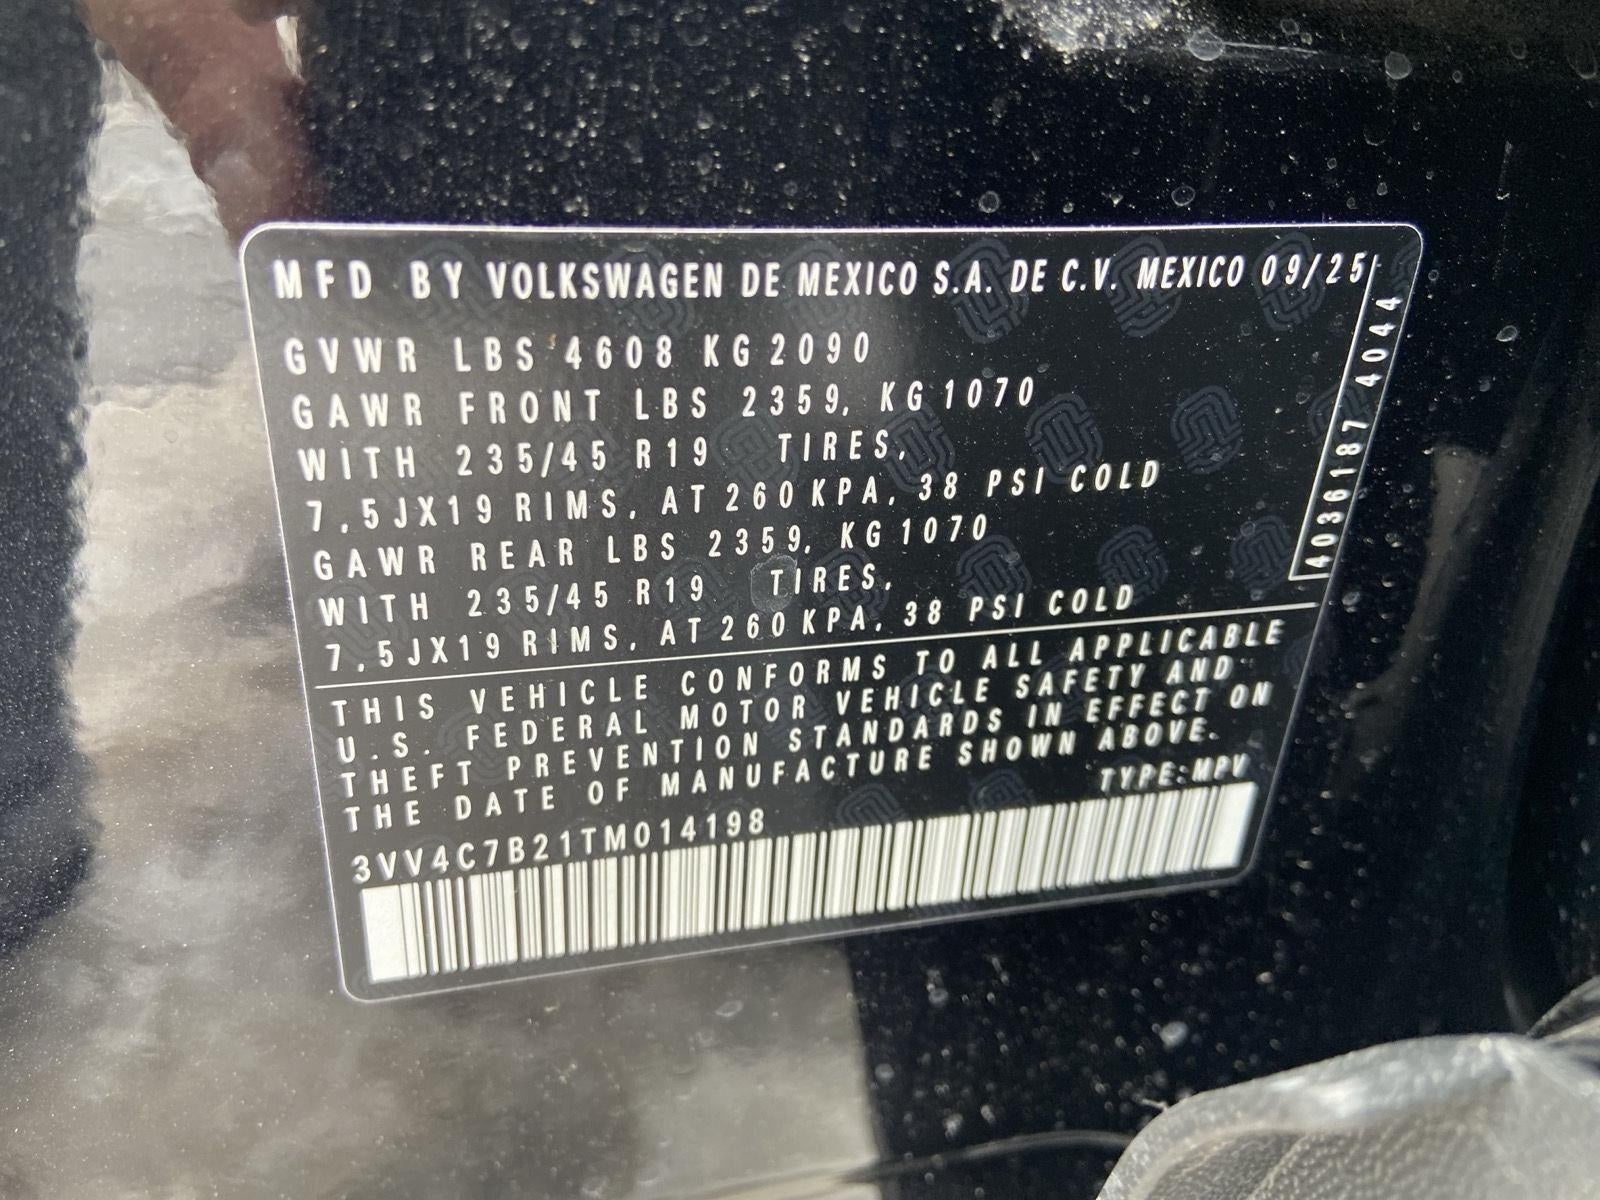 MFD BY VOLKSWAGEN DE MEXICO S.A. DE C.V. MEXICO 09/25
GVWR LBS 4608 KG 2090
GAWR FRONT LBS 2359, KG 1070
WITH 235/45 R19 TIRES,
7,5JX19 RIMS, AT 260 KPA, 38 PSI COLD
GAWR REAR LBS 2359, KG 1070
WITH 235/45 R19 TIRES,
7,5JX19 RIMS, AT 260 KPA, 38 PSI COLD
4036187 4044
THIS VEHICLE CONFORMS TO ALL APPLICABLE
U.S. FEDERAL MOTOR VEHICLE SAFETY AND
THEFT PREVENTION STANDARDS IN EFFECT ON
THE DATE OF MANUFACTURE SHOWN ABOVE.
TYPE:MPV
3VV4C7B21TM014198